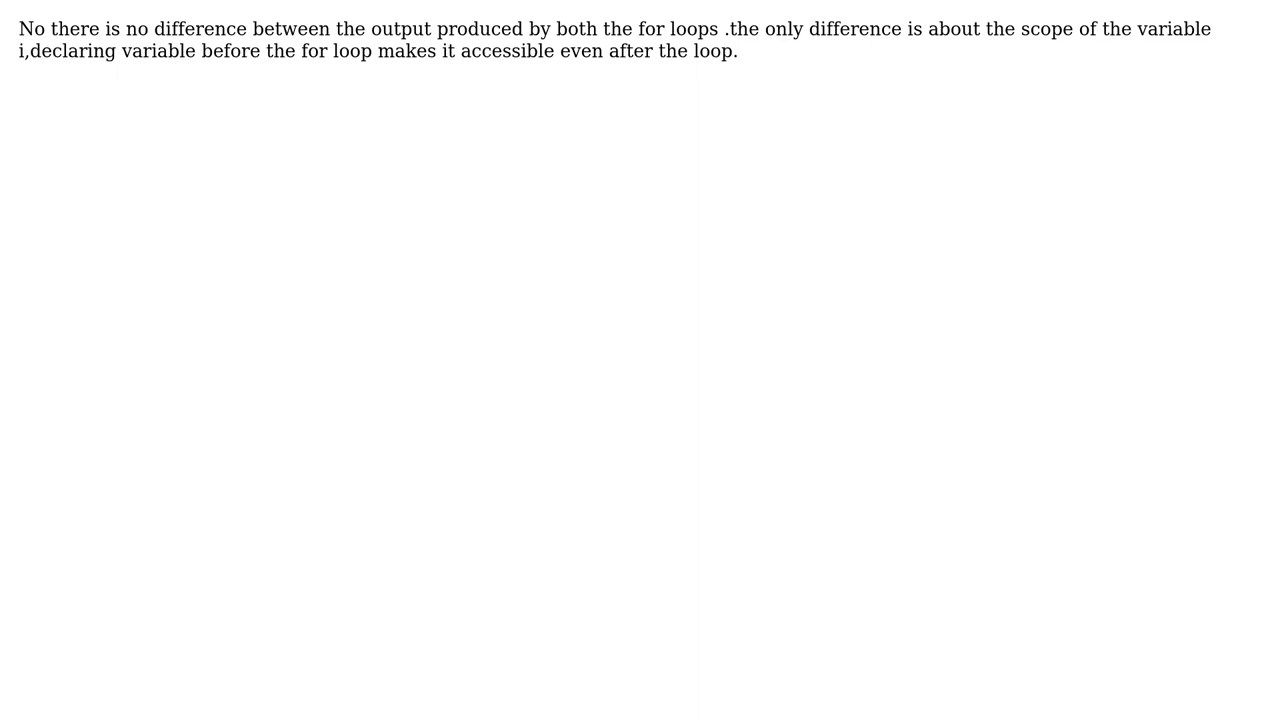 No there is no difference between the output produced by both the for loops .the only difference is about the scope of the variable
i,declaring variable before the for loop makes it accessible even after the loop.